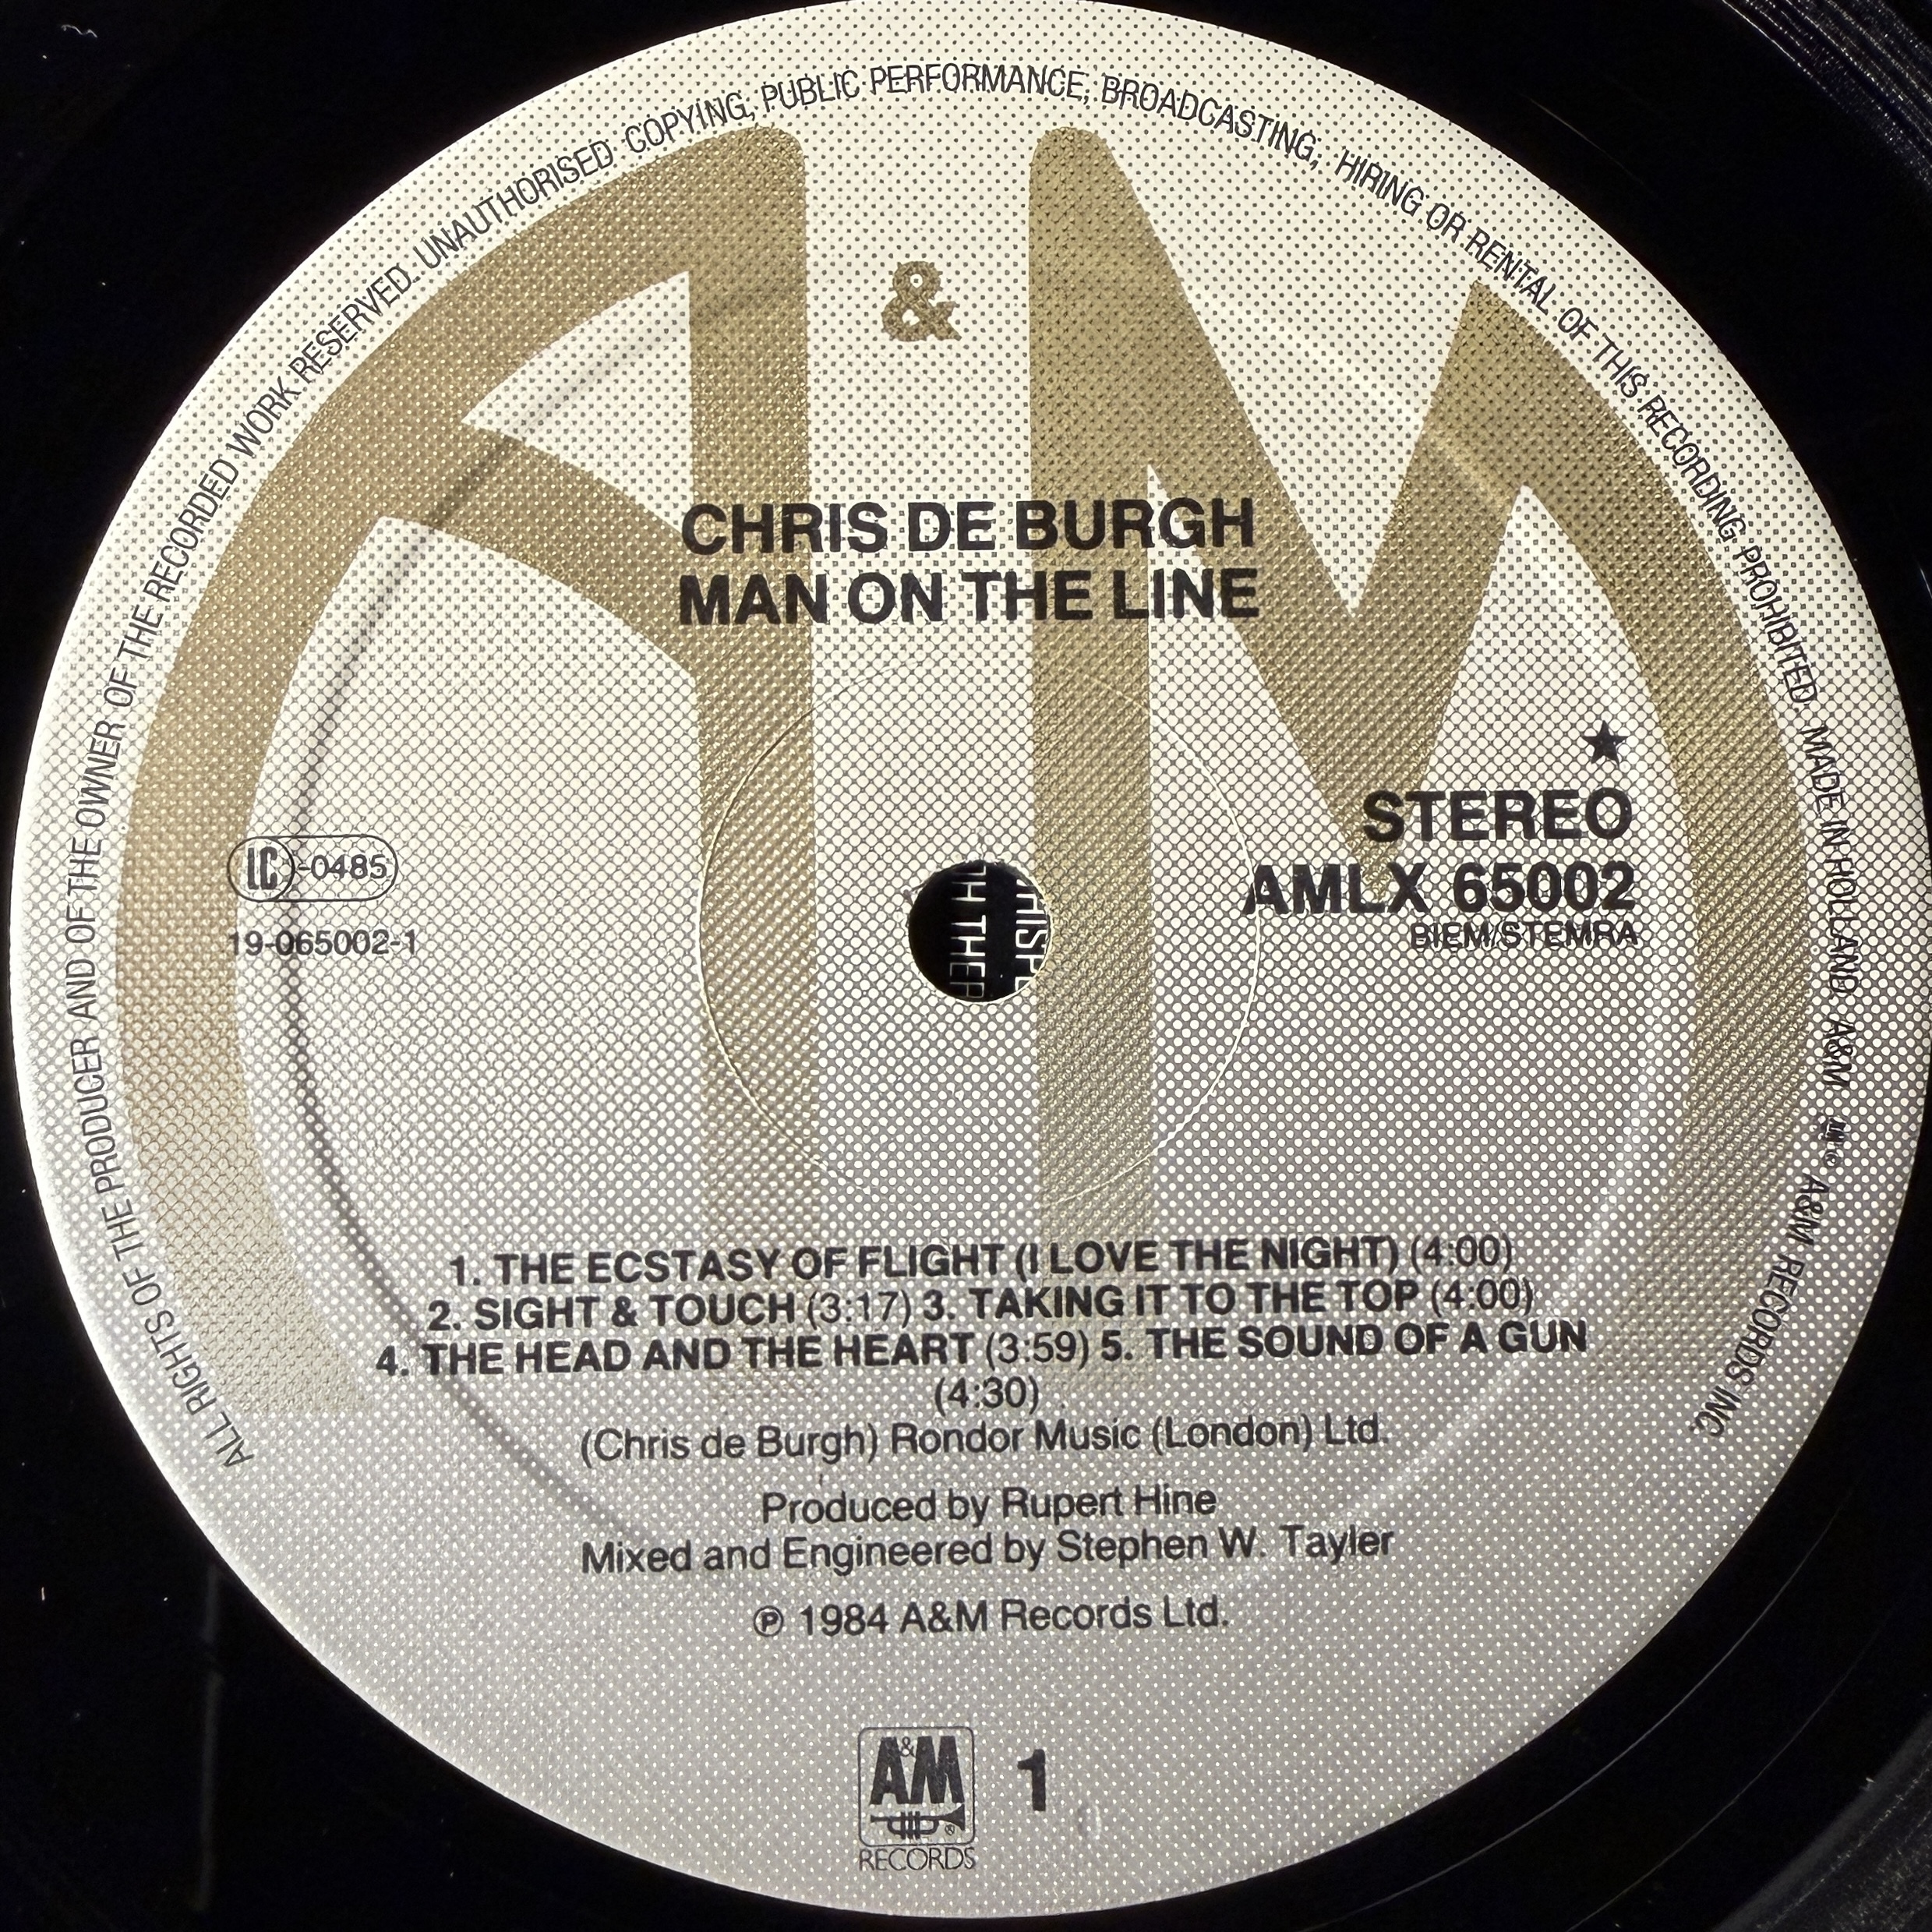 ALL RIGHTS OF THE PRODUCER AND OF THE OWNER OF THE RECORDED WORK RESERVED. UNAUTHORISED COPYING, PUBLIC PERFORMANCE, BROADCASTING, HIRING OR RENTAL OF THIS RECORDING PROHIBITED. MADE IN HOLLAND. A&M A&M RECORDS INC.
A & M
CHRIS DE BURGH
MAN ON THE LINE
★
STEREO
LC-0485
AMLX 65002
19-065002-1
BIEM/STEMRA
1. THE ECSTASY OF FLIGHT (I LOVE THE NIGHT) (4:00)
2. SIGHT & TOUCH (3:17) 3. TAKING IT TO THE TOP (4:00)
4. THE HEAD AND THE HEART (3:59) 5. THE SOUND OF A GUN
(4:30)
(Chris de Burgh) Rondor Music (London) Ltd.
Produced by Rupert Hine
Mixed and Engineered by Stephen W. Tayler
℗ 1984 A&M Records Ltd.
A&M ®
RECORDS
1